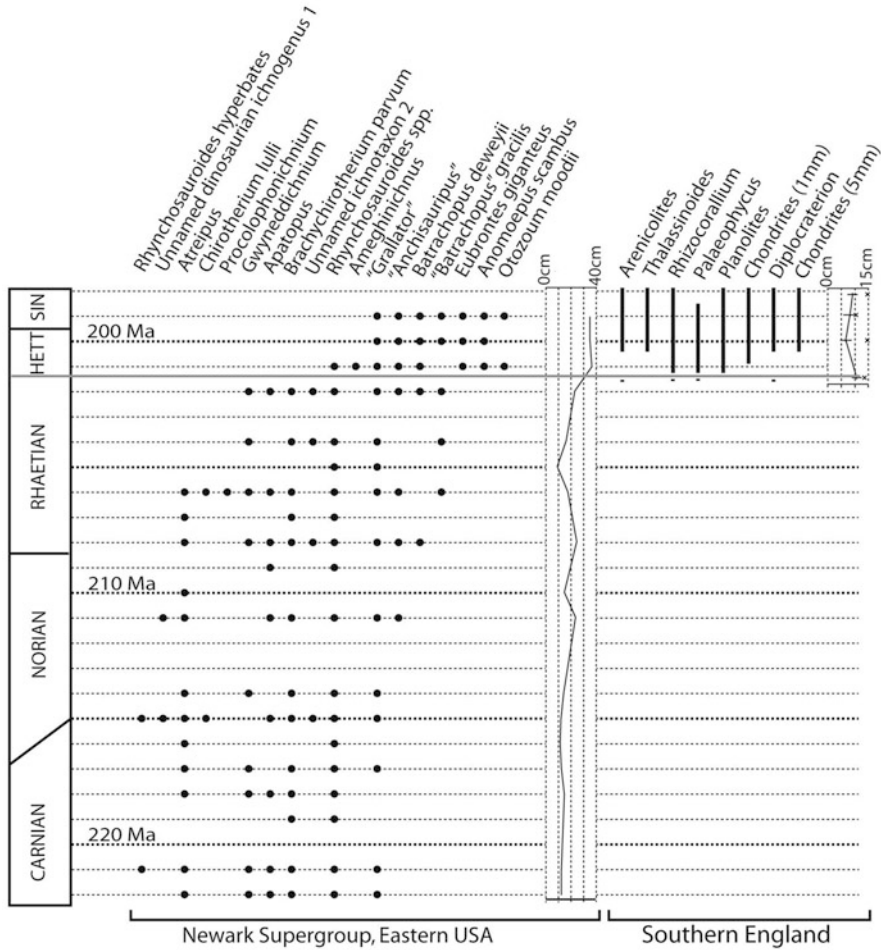 Rhynchosauroides hyperbates
Unnamed dinosaurian ichnogenus 1
Atreipus
Chirotherium lulli
Procolophonichnium
Gwyneddichnium
Apatopus
Brachychirotherium parvum
Unnamed ichnotaxon 2
Rhynchosauroides spp.
Ameghinichnus
"Grallator"
"Anchisauripus"
Batrachopus deweyii
"Batrachopus" gracilis
Eubrontes giganteus
Anomoepus scambus
Otozoum moodii
0cm
40cm
Arenicolites
Thalassinoides
Rhizocorallium
Palaeophycus
Planolites
Chondrites (1mm)
Diplocraterion
Chondrites (5mm)
0cm
15cm
SIN
HETT
RHAETIAN
NORIAN
CARNIAN
200 Ma
210 Ma
220 Ma
Newark Supergroup, Eastern USA
Southern England